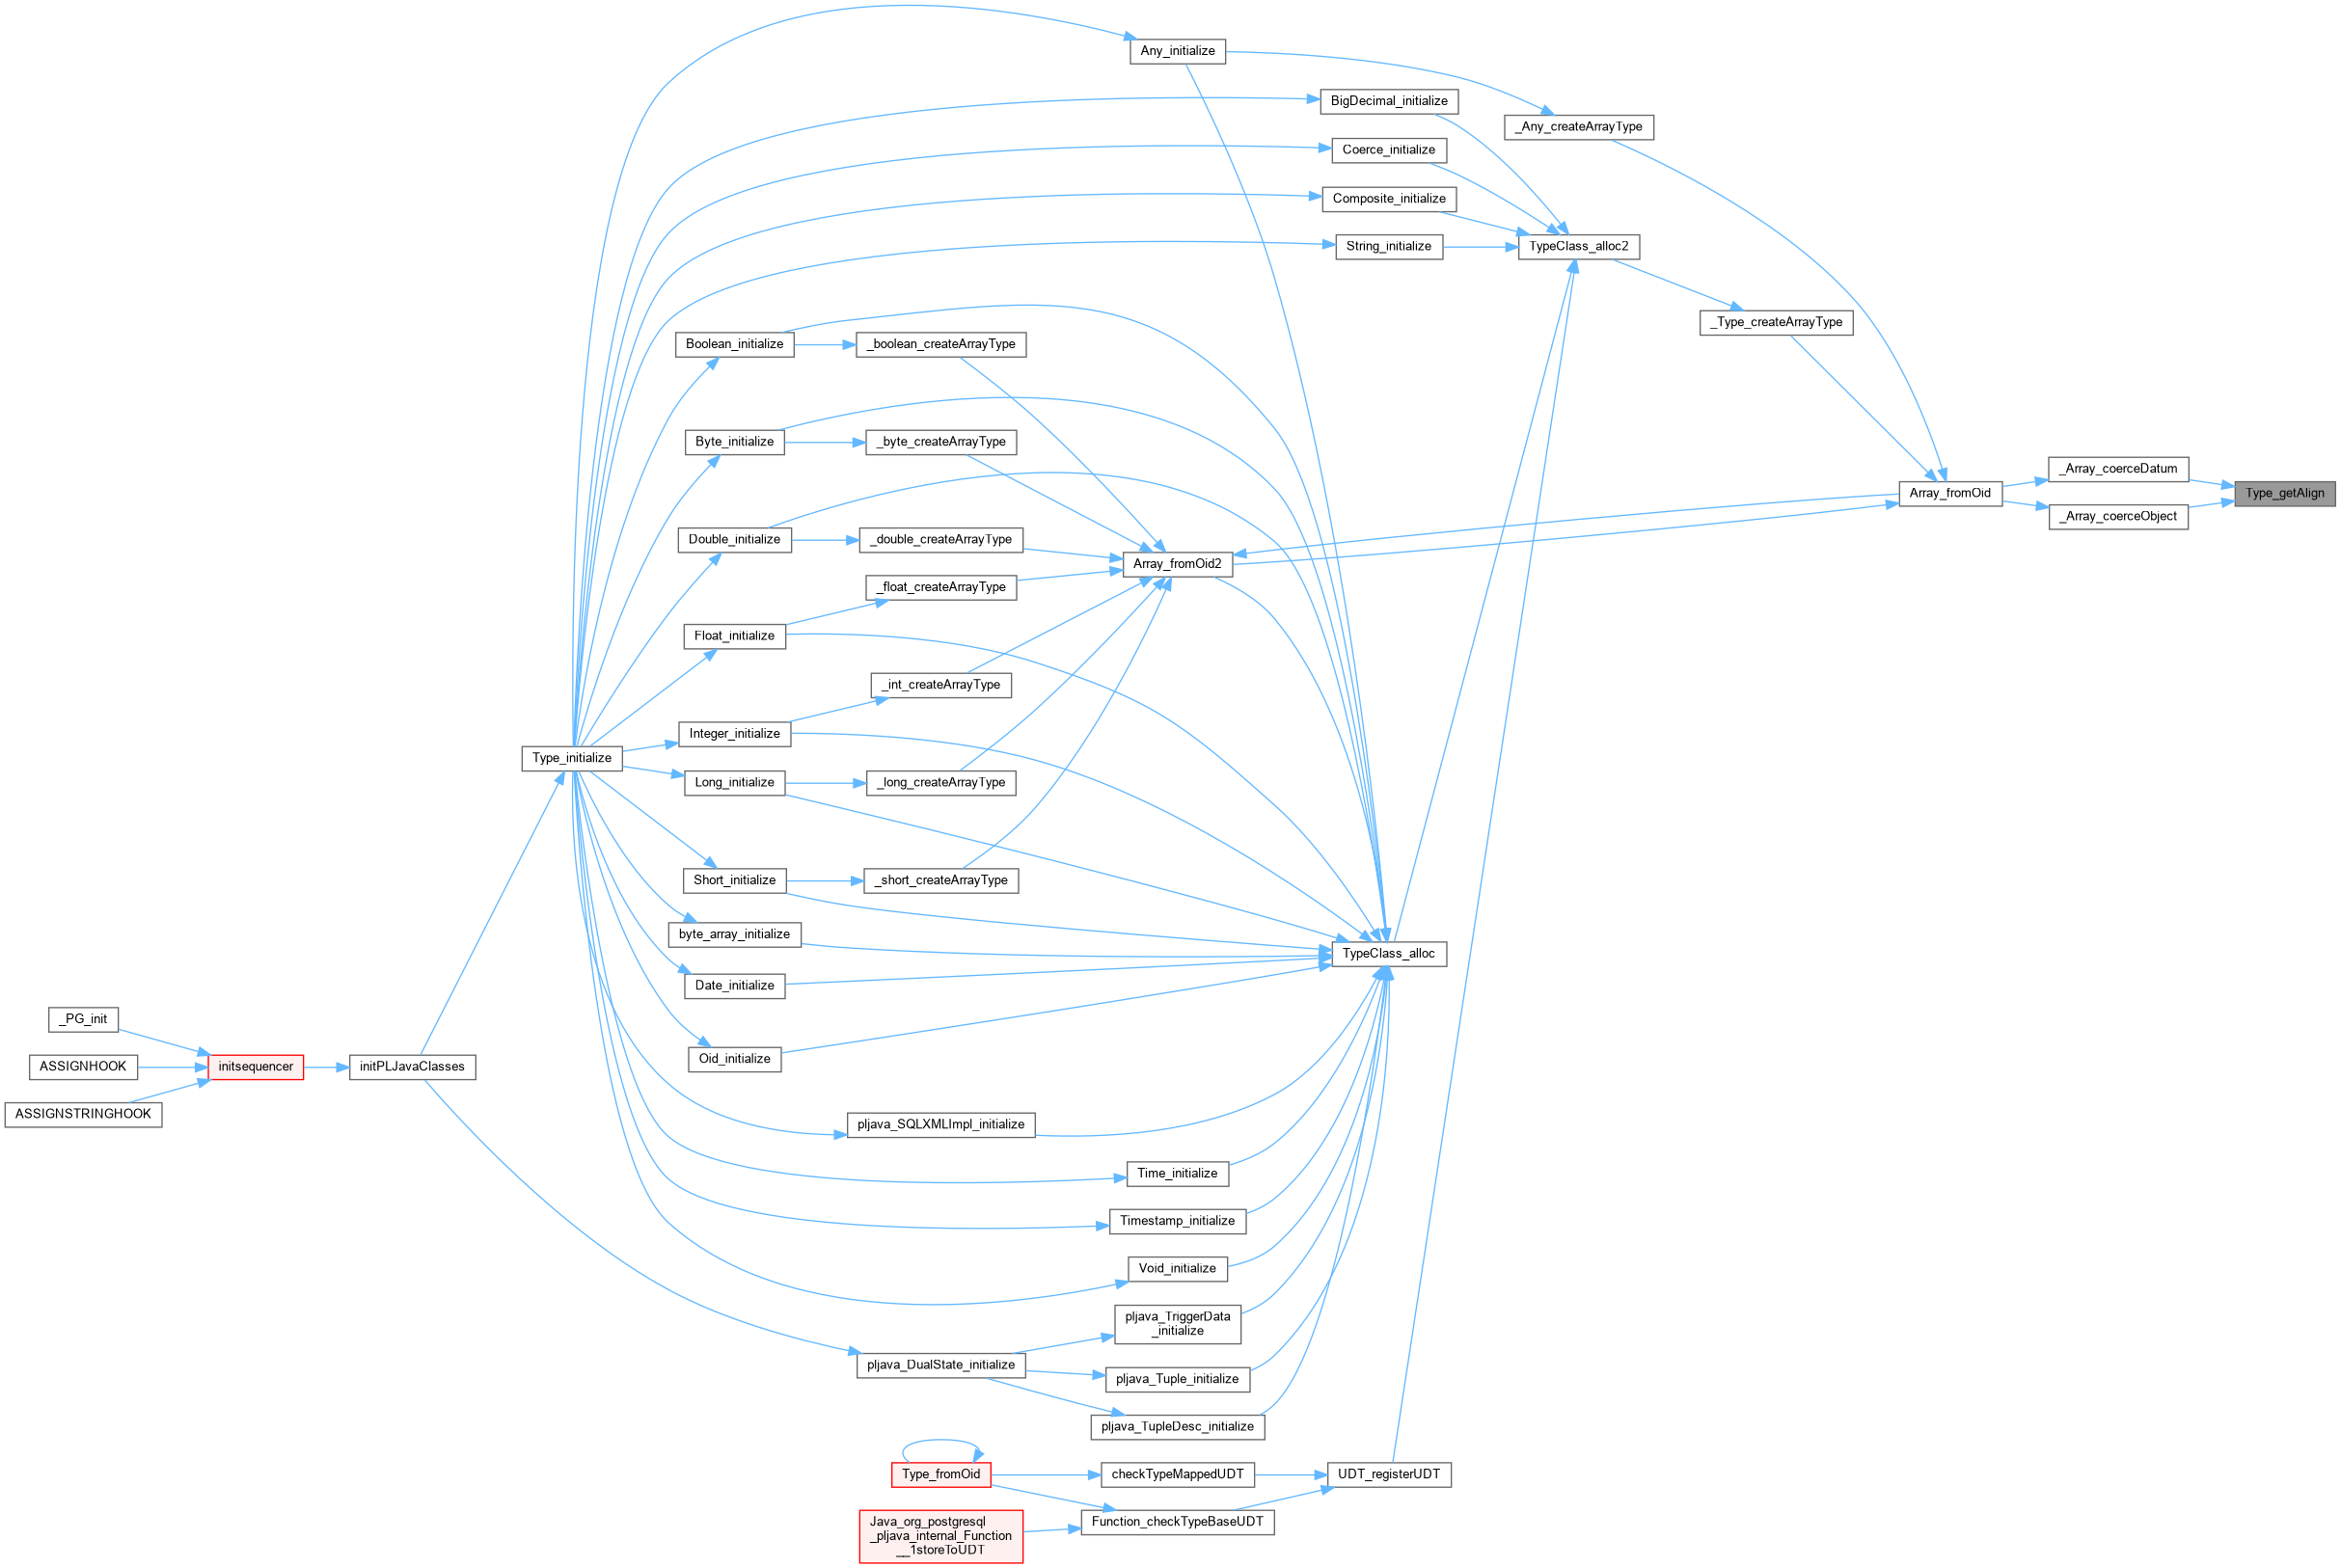 Any_initialize
BigDecimal_initialize
_Any_createArrayType
Coerce_initialize
Composite_initialize
String_initialize
TypeClass_alloc2
_Type_createArrayType
Boolean_initialize
_boolean_createArrayType
Byte_initialize
_byte_createArrayType
_Array_coerceDatum
Array_fromOid
Type_getAlign
_Array_coerceObject
Double_initialize
_double_createArrayType
Array_fromOid2
_float_createArrayType
Float_initialize
_int_createArrayType
Integer_initialize
Type_initialize
Long_initialize
_long_createArrayType
Short_initialize
_short_createArrayType
byte_array_initialize
TypeClass_alloc
Date_initialize
_PG_init
Oid_initialize
ASSIGNHOOK
initsequencer
initPLJavaClasses
ASSIGNSTRINGHOOK
pljava_SQLXMLImpl_initialize
Time_initialize
Timestamp_initialize
Void_initialize
pljava_TriggerData
_initialize
pljava_DualState_initialize
pljava_Tuple_initialize
pljava_TupleDesc_initialize
Type_fromOid
checkTypeMappedUDT
UDT_registerUDT
Function_checkTypeBaseUDT
Java_org_postgresql
_pljava_internal_Function
__1storeToUDT